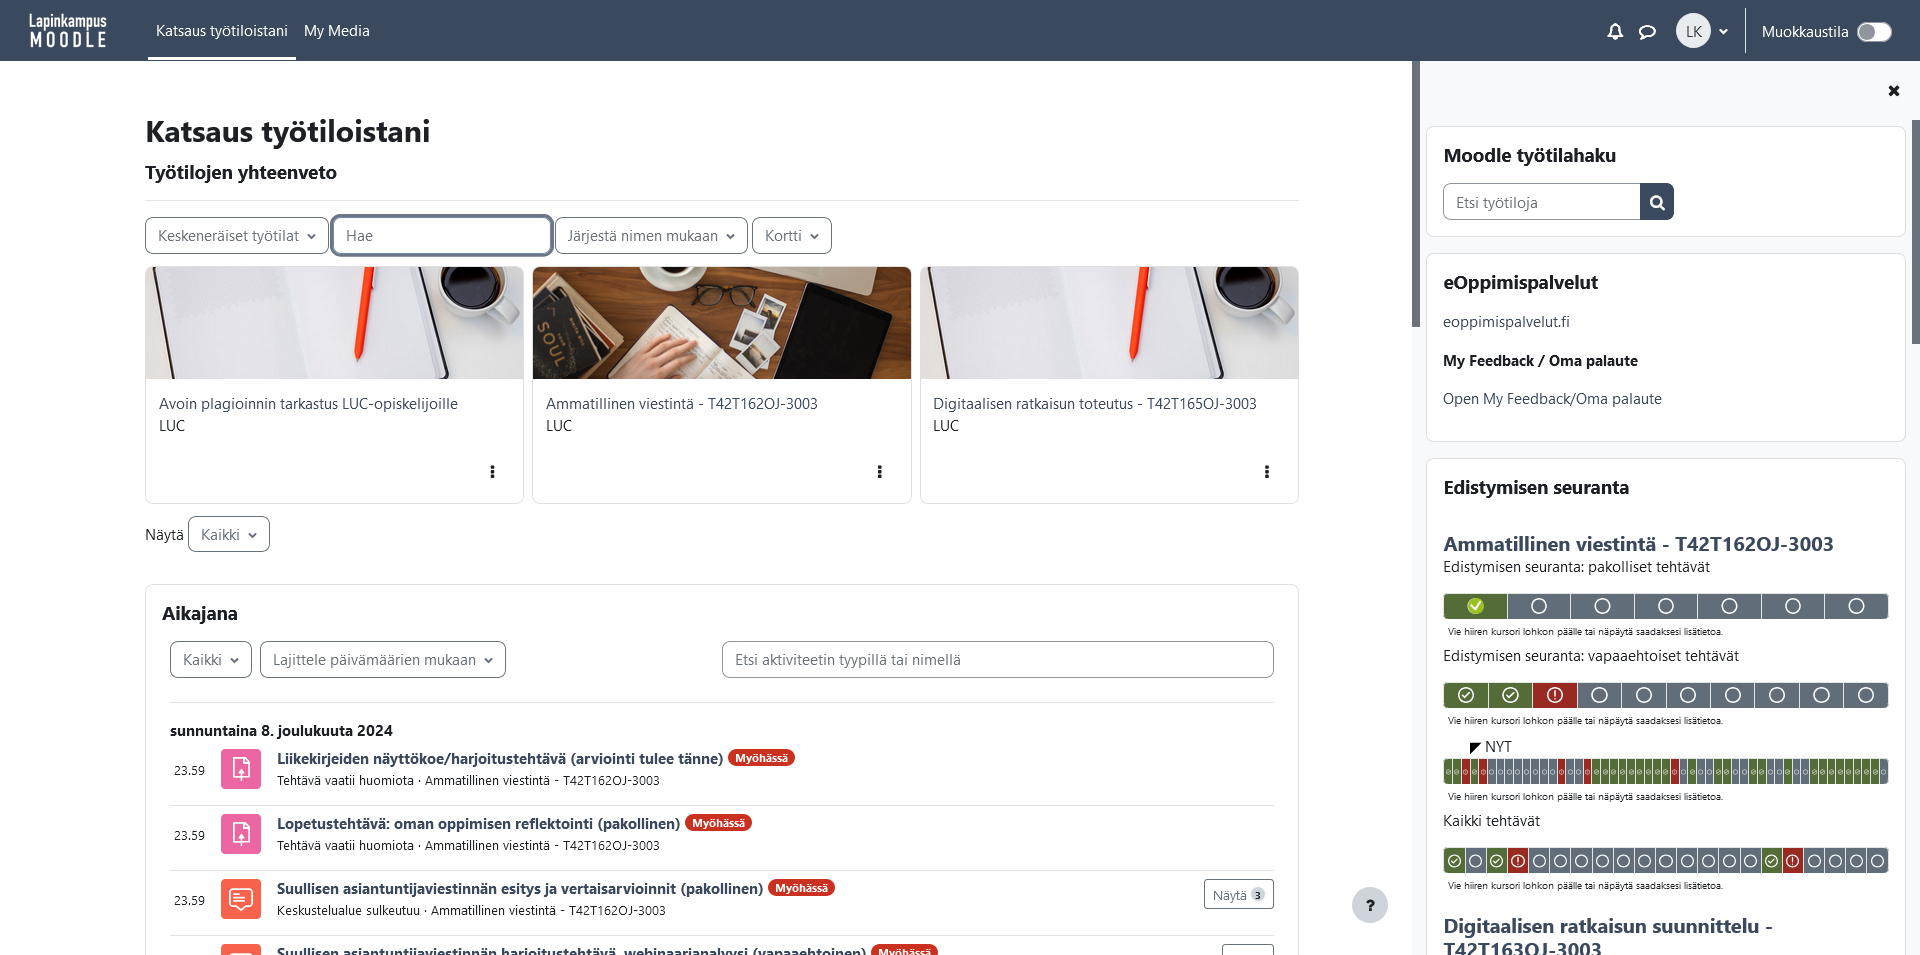 Lapinkampus
MOODLE
Katsaus työtiloistani
My Media
LK
Muokkaustila
Katsaus työtiloistani
Työtilojen yhteenveto
Keskeneräiset työtilat
Hae
Järjestä nimen mukaan
Kortti
SOUL
Avoin plagioinnin tarkastus LUC-opiskelijoille
LUC
Ammatillinen viestintä - T42T162OJ-3003
LUC
Digitaalisen ratkaisun toteutus - T42T165OJ-3003
LUC
Näytä Kaikki
Aikajana
Kaikki
Lajittele päivämäärien mukaan
Etsi aktiviteetin tyypillä tai nimellä
sunnuntaina 8. joulukuuta 2024
23.59
Liikekirjeiden näyttökoe/harjoitustehtävä (arviointi tulee tänne) Myöhässä
Tehtävä vaatii huomiota · Ammatillinen viestintä - T42T162OJ-3003
23.59
Lopetustehtävä: oman oppimisen reflektointi (pakollinen) Myöhässä
Tehtävä vaatii huomiota · Ammatillinen viestintä - T42T162OJ-3003
23.59
Suullisen asiantuntijaviestinnän esitys ja vertaisarvioinnit (pakollinen) Myöhässä
Keskustelualue sulkeutuu · Ammatillinen viestintä - T42T162OJ-3003
Näytä 3
Suullisen asiantuntijaviestinnän harjoitustehtävä, webinaarianalyysi (vapaaehtoinen) Myöhässä
?
Moodle työtilahaku
Etsi työtiloja
eOppimispalvelut
eoppimispalvelut.fi
My Feedback / Oma palaute
Open My Feedback/Oma palaute
Edistymisen seuranta
Ammatillinen viestintä - T42T162OJ-3003
Edistymisen seuranta: pakolliset tehtävät
Vie hiiren kursori lohkon päälle tai näpäytä saadaksesi lisätietoa.
Edistymisen seuranta: vapaaehtoiset tehtävät
Vie hiiren kursori lohkon päälle tai näpäytä saadaksesi lisätietoa.
NYT
Vie hiiren kursori lohkon päälle tai näpäytä saadaksesi lisätietoa.
Kaikki tehtävät
Vie hiiren kursori lohkon päälle tai näpäytä saadaksesi lisätietoa.
Digitaalisen ratkaisun suunnittelu -
T42T163OJ-3003